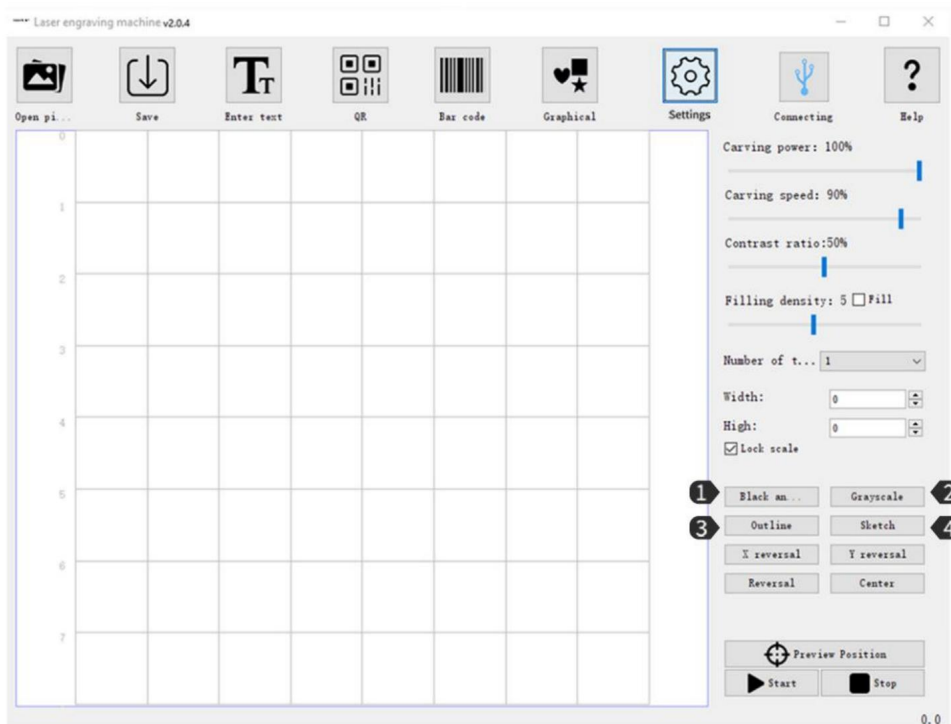 Laser engraving machine v2.0.4
Open pi... Save Enter text QR Bar code Graphical Settings Connecting Help
Carving power: 100%
Carving speed: 90%
Contrast ratio:50%
Filling density: 5 Fill
Number of t... 1
Width: 0
High: 0
Lock scale
1 Black an... Grayscale 2
3 Outline Sketch 4
X reversal Y reversal
Reversal Center
Preview Position
Start Stop
0,0
0
1
2
3
4
5
6
7